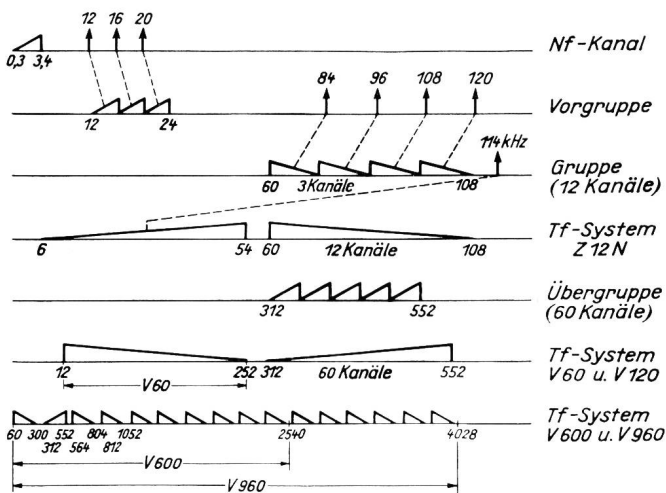 12 16 20
0,3 3,4
Nf-Kanal
84 96 108 120
12 24
Vorgruppe
114 kHz
60 3 Kanäle 108
Gruppe
(12 Kanäle)
6 54 60 12 Kanäle 108
Tf-System
Z 12 N
312 552
Übergruppe
(60 Kanäle)
12 252 312 60 Kanäle 552
V60
Tf-System
V 60 u. V 120
60 300 552 804 1052 2540 4028
312 564 812
Tf-System
V 600 u. V 960
V 600
V 960